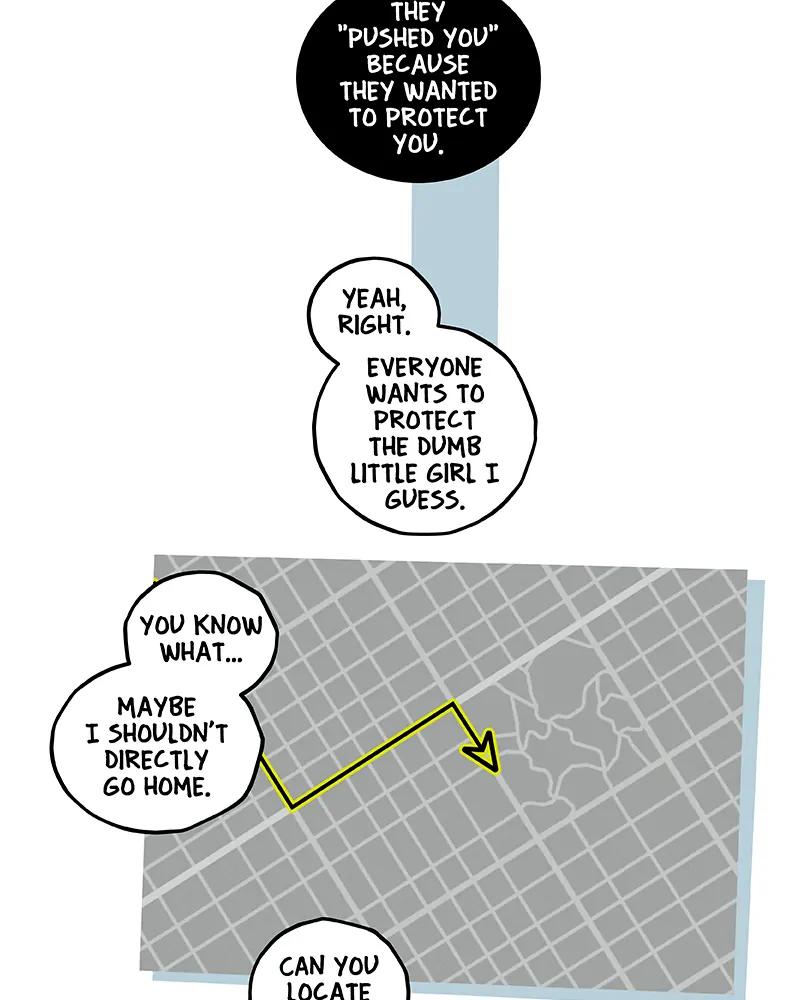 THEY
"PUSHED YOU"
BECAUSE
THEY WANTED
TO PROTECT
YOU.
YEAH,
RIGHT.
EVERYONE
WANTS TO
PROTECT
THE DUMB
LITTLE GIRL I
GUESS.
YOU KNOW
WHAT...
MAYBE
I SHOULDN'T
DIRECTLY
GO HOME.
CAN YOU
LOCATE